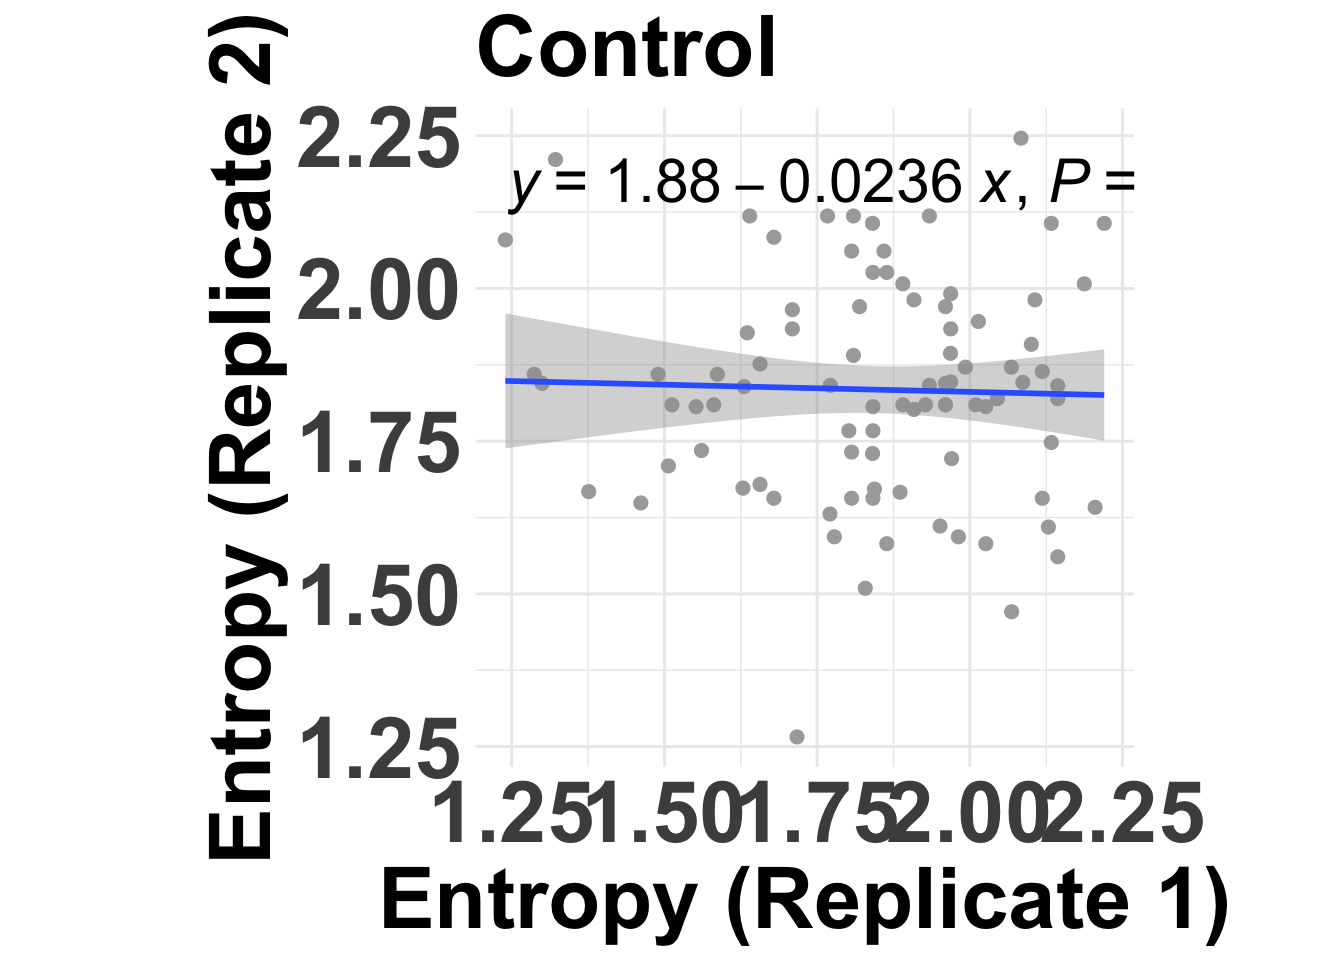 Control
Entropy (Replicate 2)
2.25
2.00
1.75
1.50
1.25
y = 1.88 – 0.0236 x, P =
1.25 1.50 1.75 2.00 2.25
Entropy (Replicate 1)